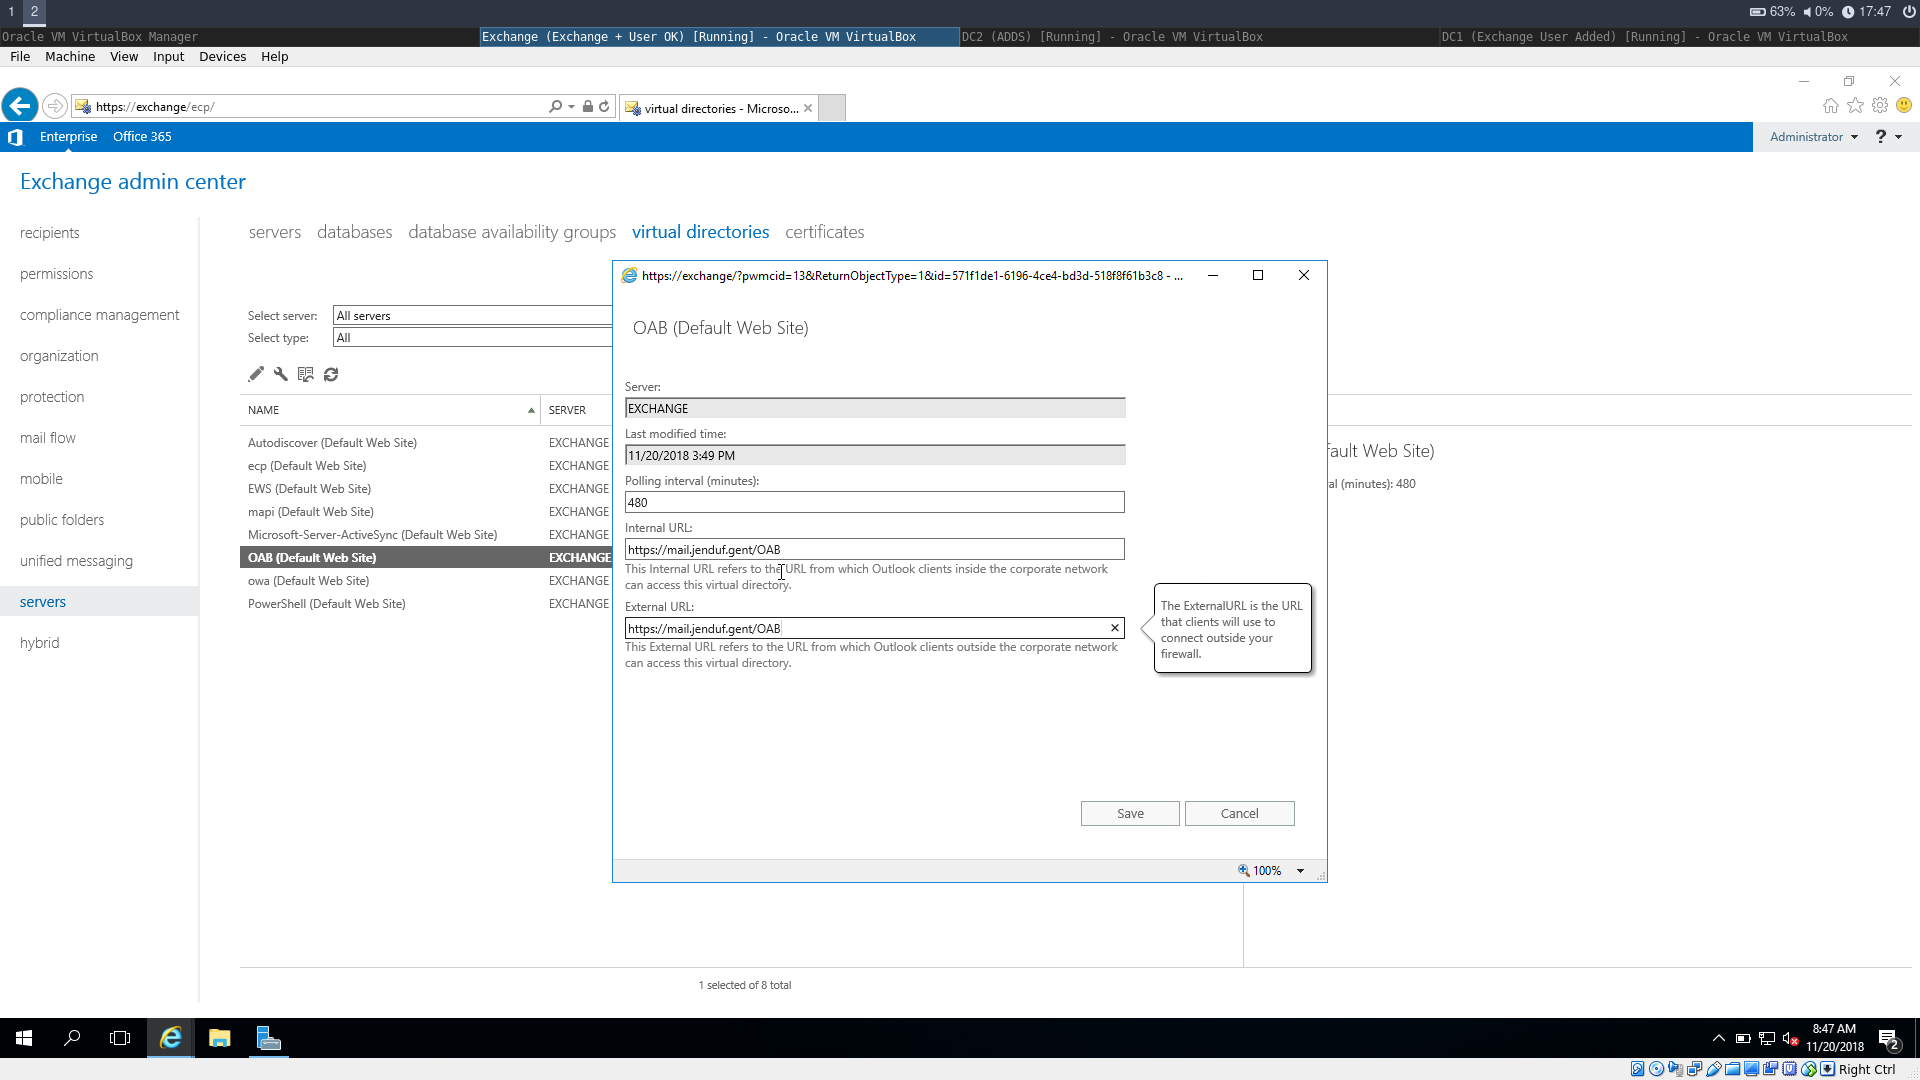 1 2 63% 0% 17:47
Oracle VM VirtualBox Manager Exchange (Exchange + User OK) [Running] - Oracle VM VirtualBox DC2 (ADDS) [Running] - Oracle VM VirtualBox DC1 (Exchange User Added) [Running] - Oracle VM VirtualBox
File Machine View Input Devices Help
https://exchange/ecp/ virtual directories - Microso...
Enterprise Office 365 Administrator ?
Exchange admin center
recipients
permissions
compliance management
organization
protection
mail flow
mobile
public folders
unified messaging
servers
hybrid
servers databases database availability groups virtual directories certificates
Select server: All servers
Select type: All
NAME SERVER
Autodiscover (Default Web Site) EXCHANGE
ecp (Default Web Site) EXCHANGE
EWS (Default Web Site) EXCHANGE
mapi (Default Web Site) EXCHANGE
Microsoft-Server-ActiveSync (Default Web Site) EXCHANGE
OAB (Default Web Site) EXCHANGE
owa (Default Web Site) EXCHANGE
PowerShell (Default Web Site) EXCHANGE
1 selected of 8 total
fault Web Site)
al (minutes): 480
https://exchange/?pwmcid=13&ReturnObjectType=1&id=571f1de1-6196-4ce4-bd3d-518f8f61b3c8 - ...
OAB (Default Web Site)
Server:
EXCHANGE
Last modified time:
11/20/2018 3:49 PM
Polling interval (minutes):
480
Internal URL:
https://mail.jenduf.gent/OAB
This Internal URL refers to the URL from which Outlook clients inside the corporate network
can access this virtual directory.
External URL:
https://mail.jenduf.gent/OAB
This External URL refers to the URL from which Outlook clients outside the corporate network
can access this virtual directory.
The ExternalURL is the URL
that clients will use to
connect outside your
firewall.
Save Cancel
100%
8:47 AM
11/20/2018
2
Right Ctrl